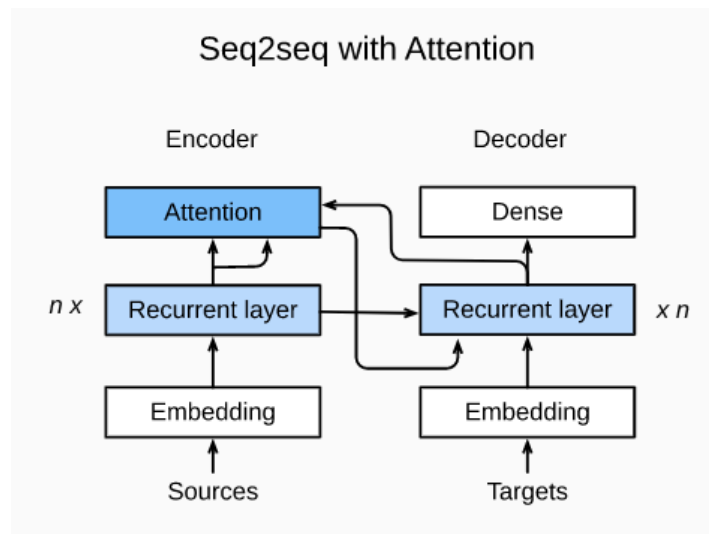 Seq2seq with Attention
Encoder
Decoder
Attention
Dense
n x
Recurrent layer
Recurrent layer
x n
Embedding
Embedding
Sources
Targets